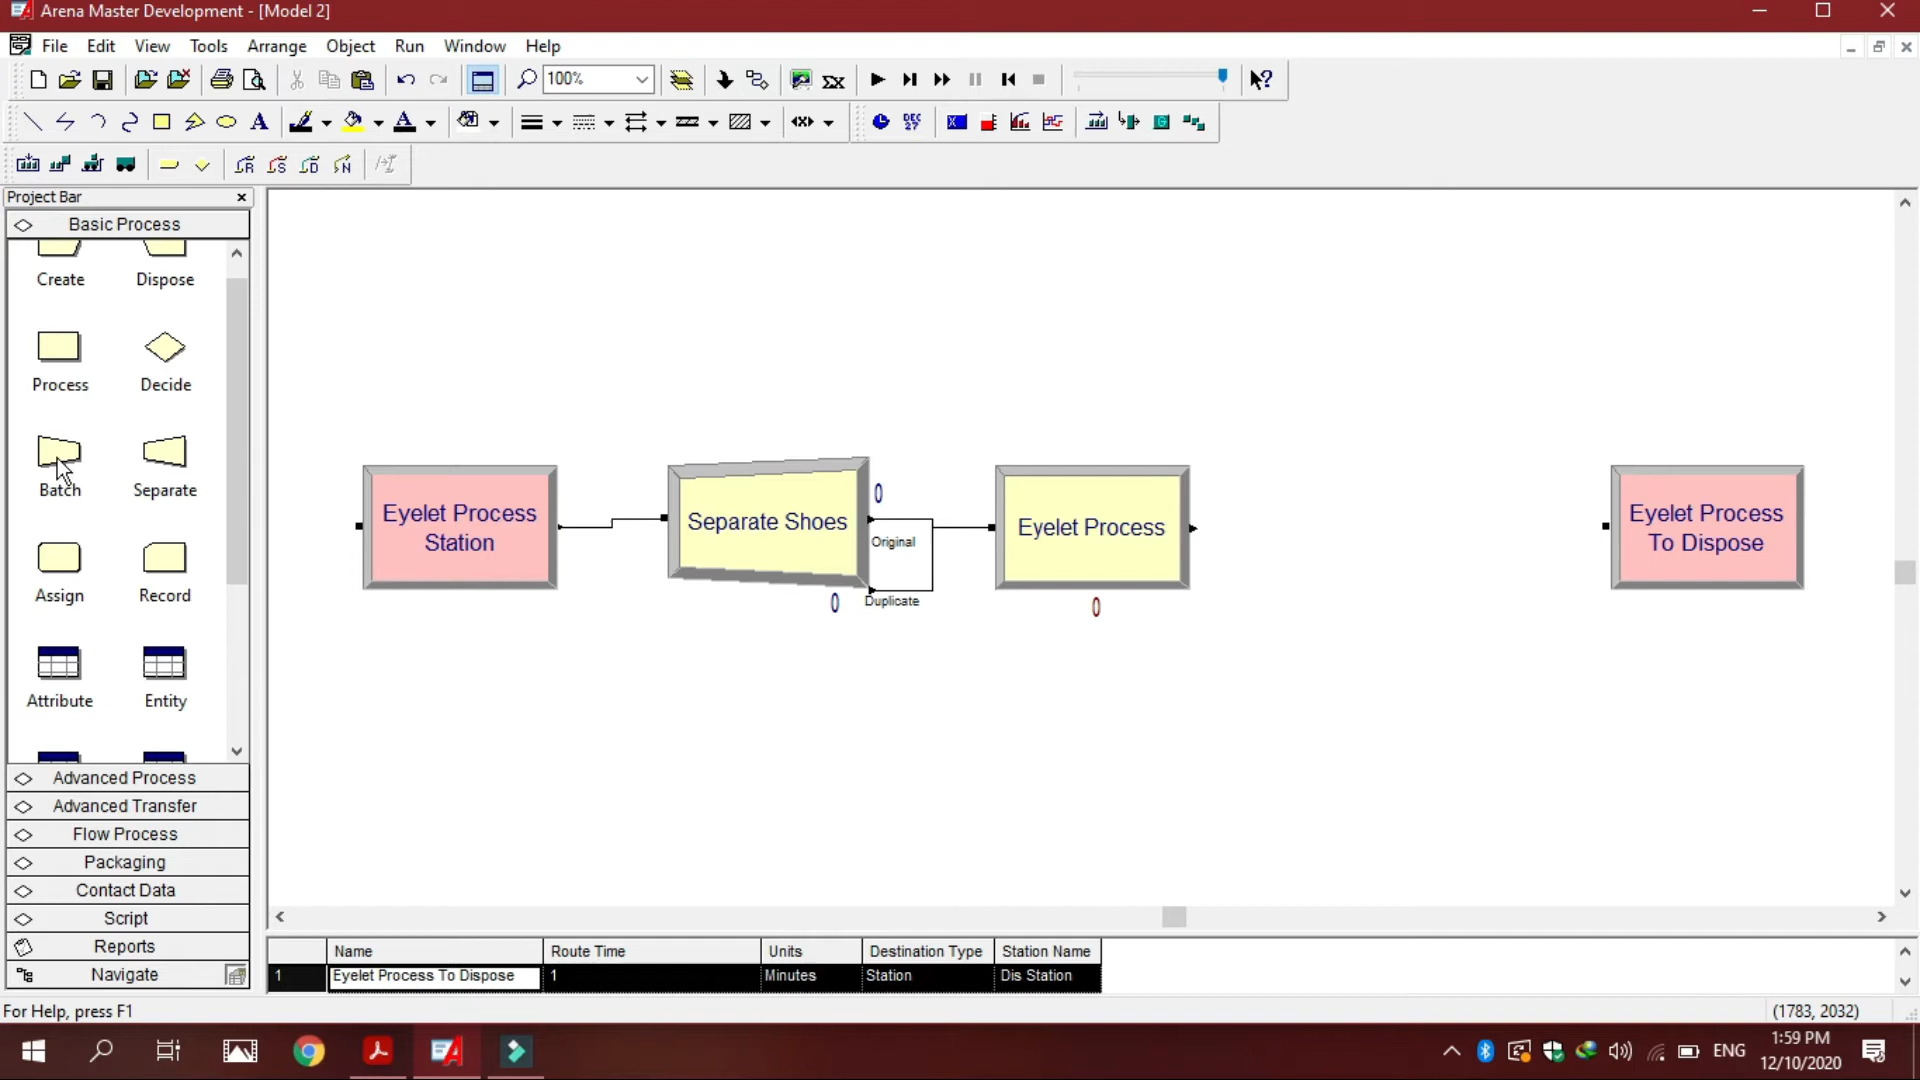 Arena Master Development - [Model 2]
File Edit View Tools Arrange Object Run Window Help
100%
Project Bar
Basic Process
Create Dispose
Process Decide
Batch Separate
Assign Record
Attribute Entity
Advanced Process
Advanced Transfer
Flow Process
Packaging
Contact Data
Script
Reports
Navigate
Eyelet Process
Station
Separate Shoes
0
Original
0
Duplicate
Eyelet Process
0
Eyelet Process
To Dispose
Name Route Time Units Destination Type Station Name
1 Eyelet Process To Dispose 1 Minutes Station Dis Station
For Help, press F1
(1783, 2032)
ENG
1:59 PM
12/10/2020